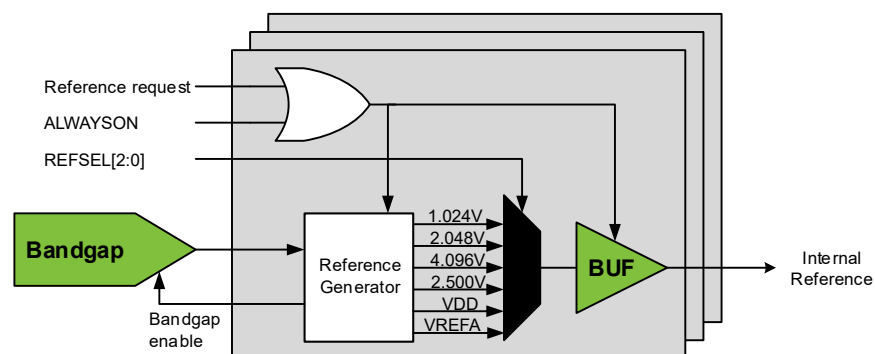 Reference request
ALWAYSON
REFSEL[2:0]
Bandgap
Bandgap
enable
Reference
Generator
1.024V
2.048V
4.096V
2.500V
VDD
VREFA
BUF
Internal
Reference